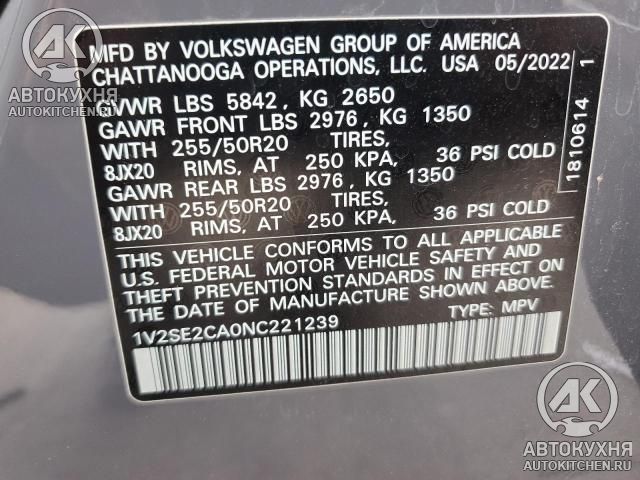 MFD BY VOLKSWAGEN GROUP OF AMERICA
CHATTANOOGA OPERATIONS, LLC. USA 05/2022
GVWR LBS 5842, KG 2650
GAWR FRONT LBS 2976, KG 1350
WITH 255/50R20 TIRES,
8JX20 RIMS, AT 250 KPA, 36 PSI COLD
GAWR REAR LBS 2976, KG 1350
WITH 255/50R20 TIRES,
8JX20 RIMS, AT 250 KPA, 36 PSI COLD
THIS VEHICLE CONFORMS TO ALL APPLICABLE
U.S. FEDERAL MOTOR VEHICLE SAFETY AND
THEFT PREVENTION STANDARDS IN EFFECT ON
THE DATE OF MANUFACTURE SHOWN ABOVE.
1V2SE2CA0NC221239 TYPE: MPV
1810614 1
АК
АВТОКУХНЯ
AUTOKITCHEN.RU
АК
АВТОКУХНЯ
AUTOKITCHEN.RU